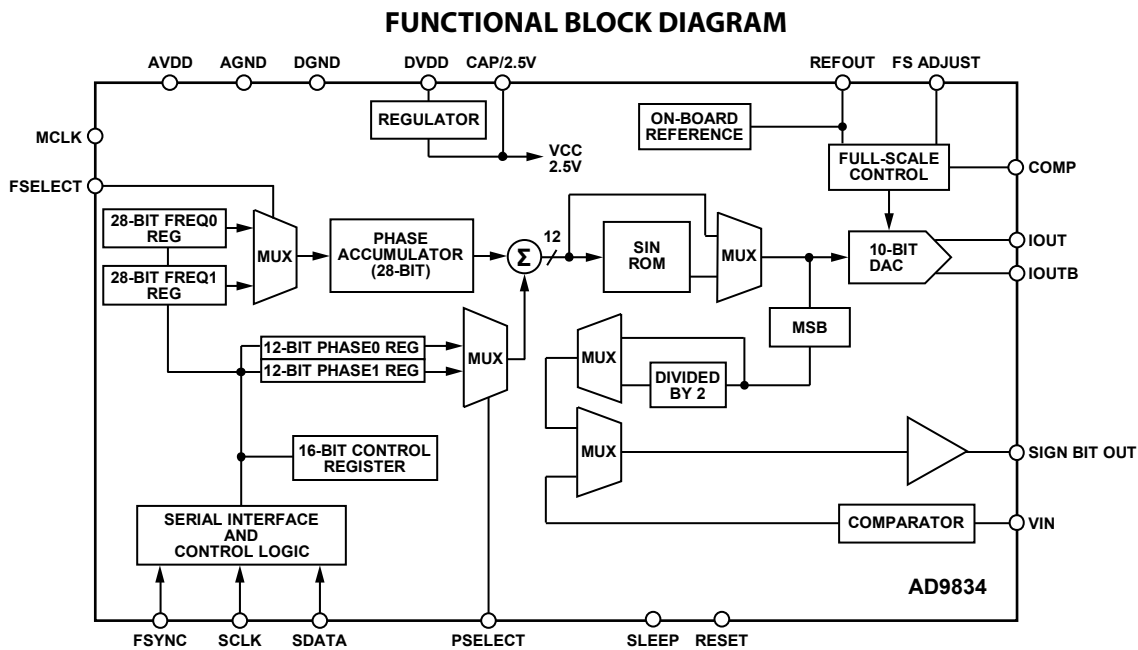 FUNCTIONAL BLOCK DIAGRAM
AVDD AGND DGND DVDD CAP/2.5V REFOUT FS ADJUST
MCLK
REGULATOR
ON-BOARD
REFERENCE
VCC
2.5V
FULL-SCALE
CONTROL
COMP
FSELECT
28-BIT FREQ0
REG
28-BIT FREQ1
REG
MUX
PHASE
ACCUMULATOR
(28-BIT)
Σ
12
SIN
ROM
MUX
10-BIT
DAC
IOUT
IOUTB
MSB
12-BIT PHASE0 REG
12-BIT PHASE1 REG
MUX
MUX
DIVIDED
BY 2
16-BIT CONTROL
REGISTER
MUX
SIGN BIT OUT
SERIAL INTERFACE
AND
CONTROL LOGIC
COMPARATOR
VIN
AD9834
FSYNC SCLK SDATA PSELECT SLEEP RESET